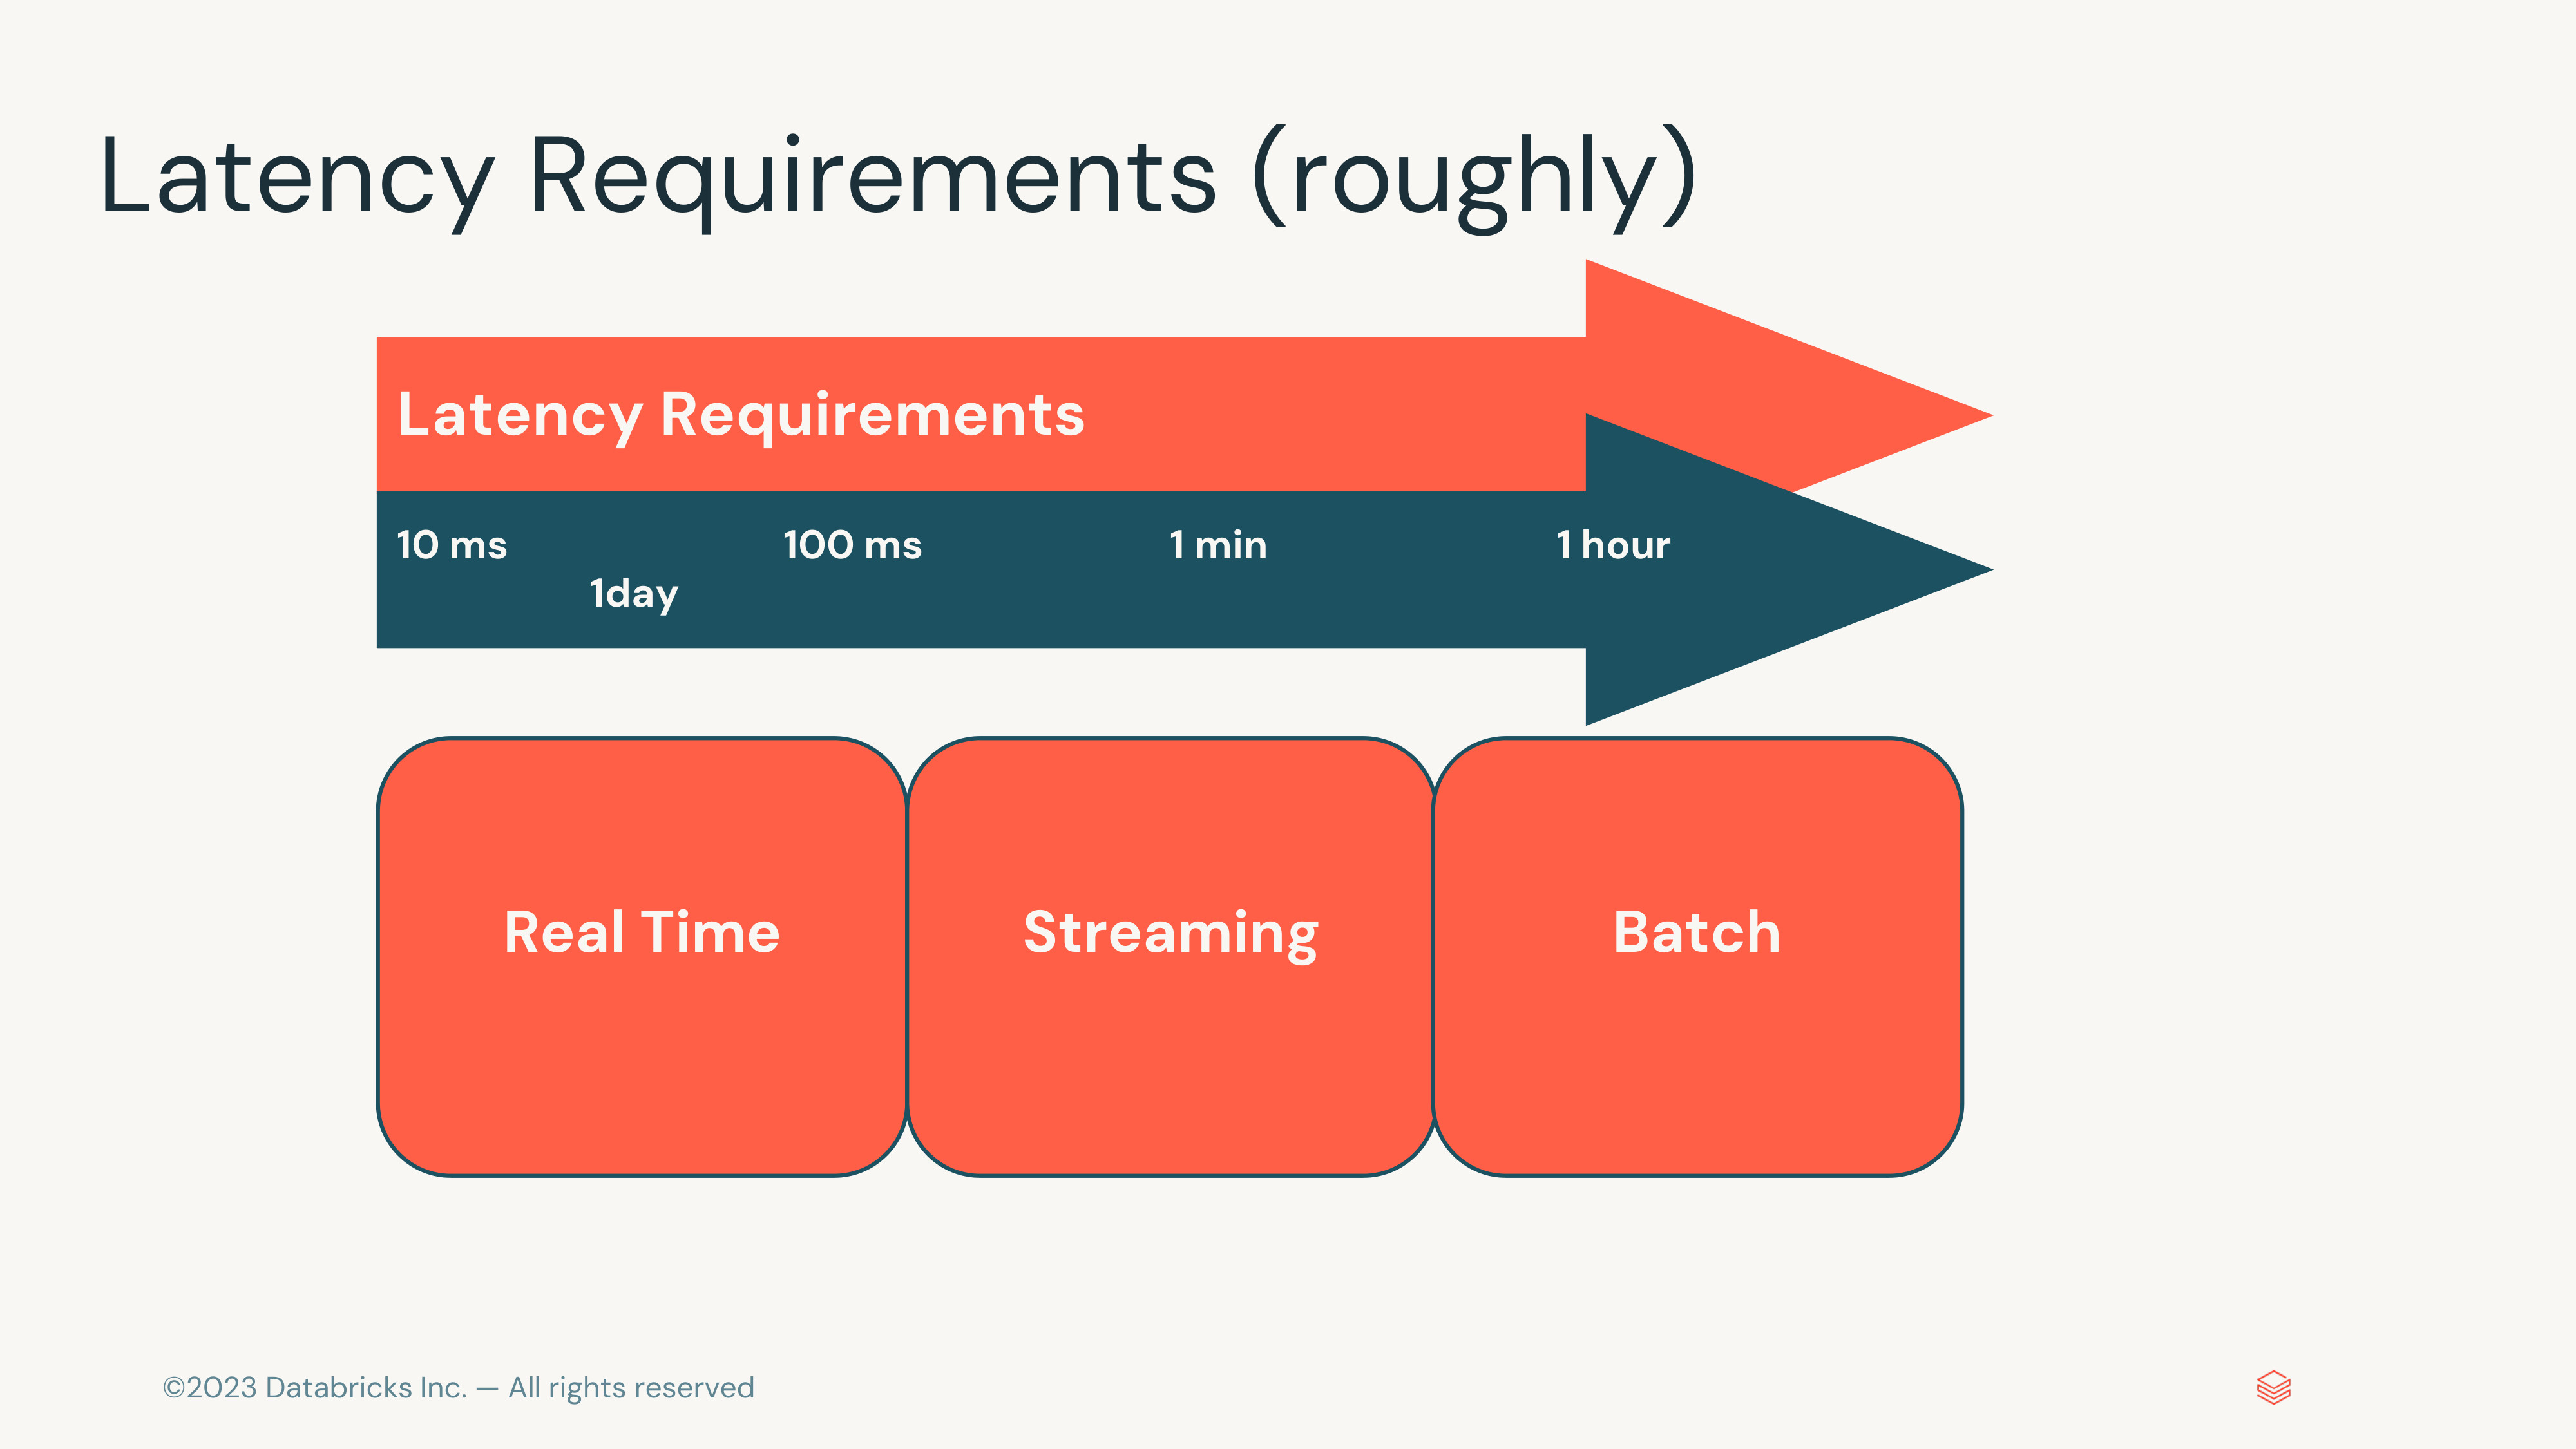 Latency Requirements (roughly)
Latency Requirements
10 ms 100 ms 1 min 1 hour
1day
Real Time Streaming Batch
©2023 Databricks Inc. — All rights reserved